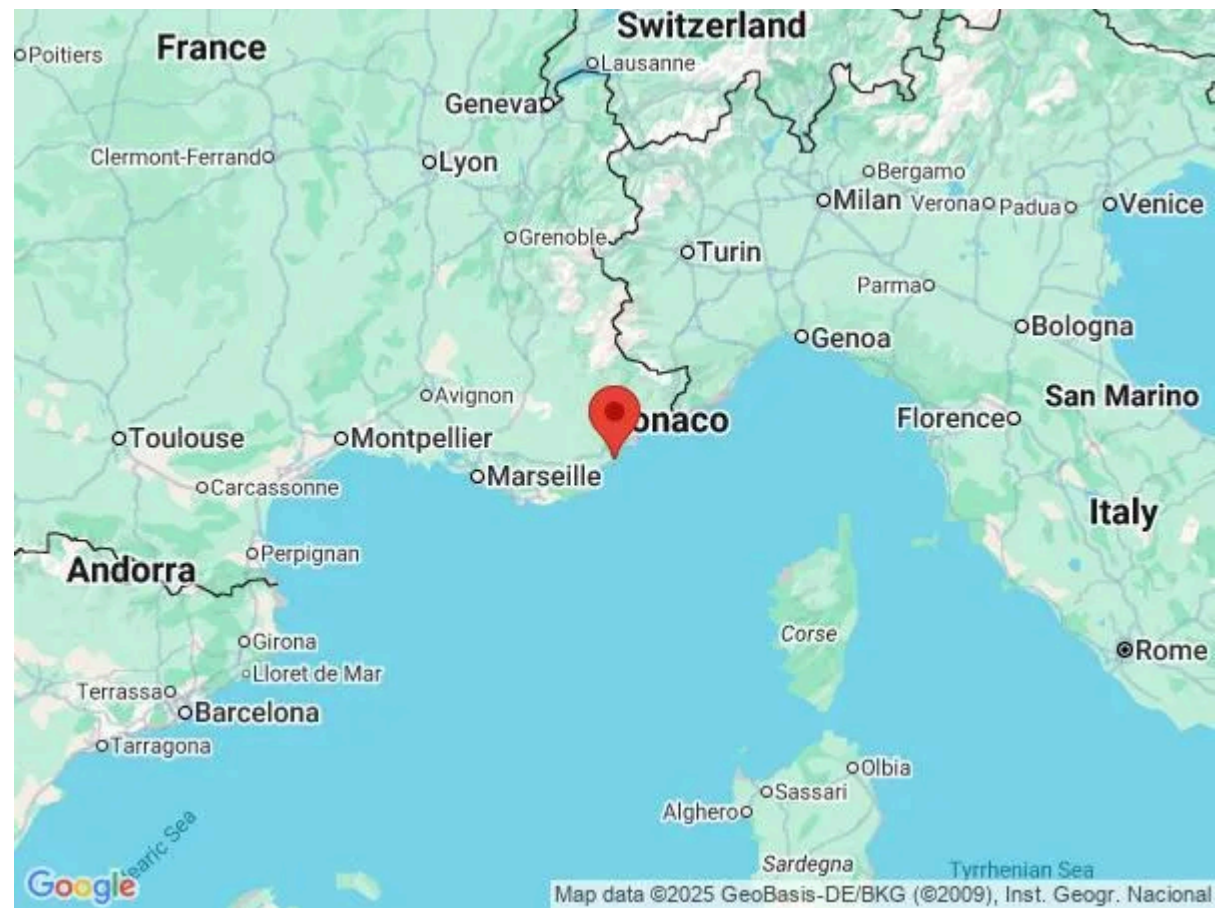 Switzerland
France
Poitiers
Lausanne
Geneva
Clermont-Ferrand
Lyon
Bergamo
Milan
Verona
Padua
Venice
Grenoble
Turin
Parma
Genoa
Bologna
Avignon
San Marino
onaco
Florence
Toulouse
Montpellier
Marseille
Carcassonne
Italy
Perpignan
Andorra
Corse
Girona
Rome
Lloret de Mar
Terrassa
Barcelona
Tarragona
Olbia
Sassari
Alghero
earic Sea
Sardegna
Tyrrhenian Sea
Google
Map data ©2025 GeoBasis-DE/BKG (©2009), Inst. Geogr. Nacional